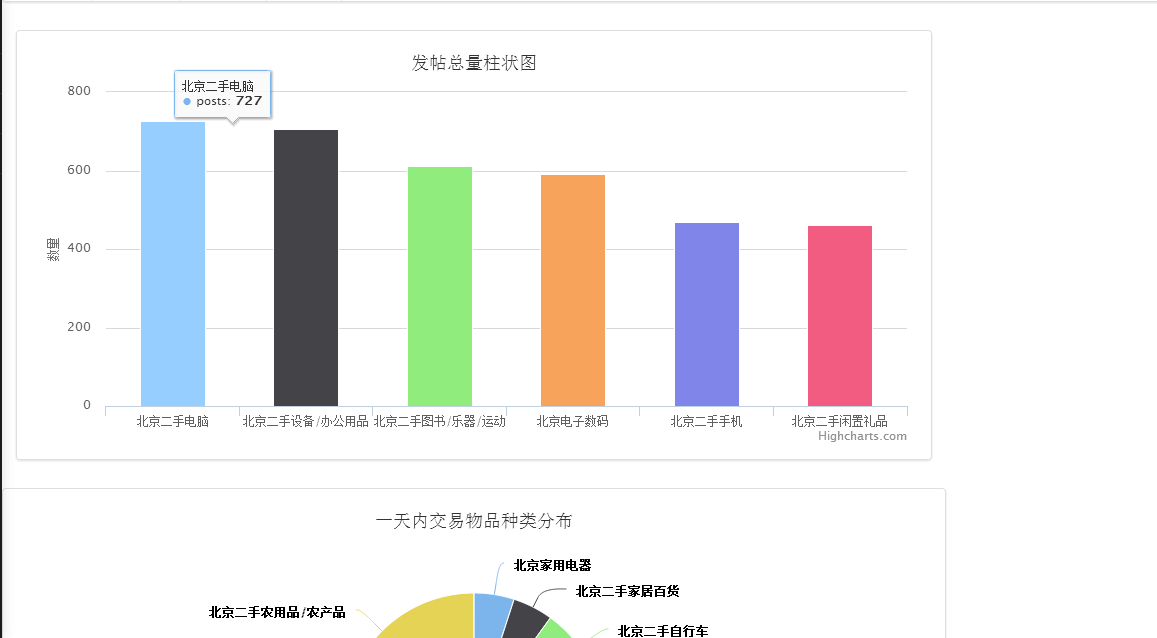 发帖总量柱状图
北京二手电脑
● posts: 727
800
600
400
200
0
数量
北京二手电脑
北京二手设备/办公用品
北京二手图书/乐器/运动
北京电子数码
北京二手手机
北京二手闲置礼品
Highcharts.com
一天内交易物品种类分布
北京家用电器
北京二手家居百货
北京二手农用品/农产品
北京二手自行车